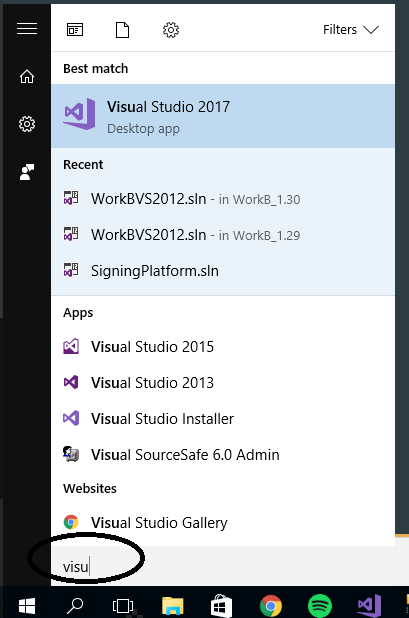 Filters
Best match
Visual Studio 2017
Desktop app
Recent
WorkBVS2012.sln - in WorkB_1.30
WorkBVS2012.sln - in WorkB_1.29
SigningPlatform.sln
Apps
Visual Studio 2015
Visual Studio 2013
Visual Studio Installer
Visual SourceSafe 6.0 Admin
Websites
Visual Studio Gallery
visu